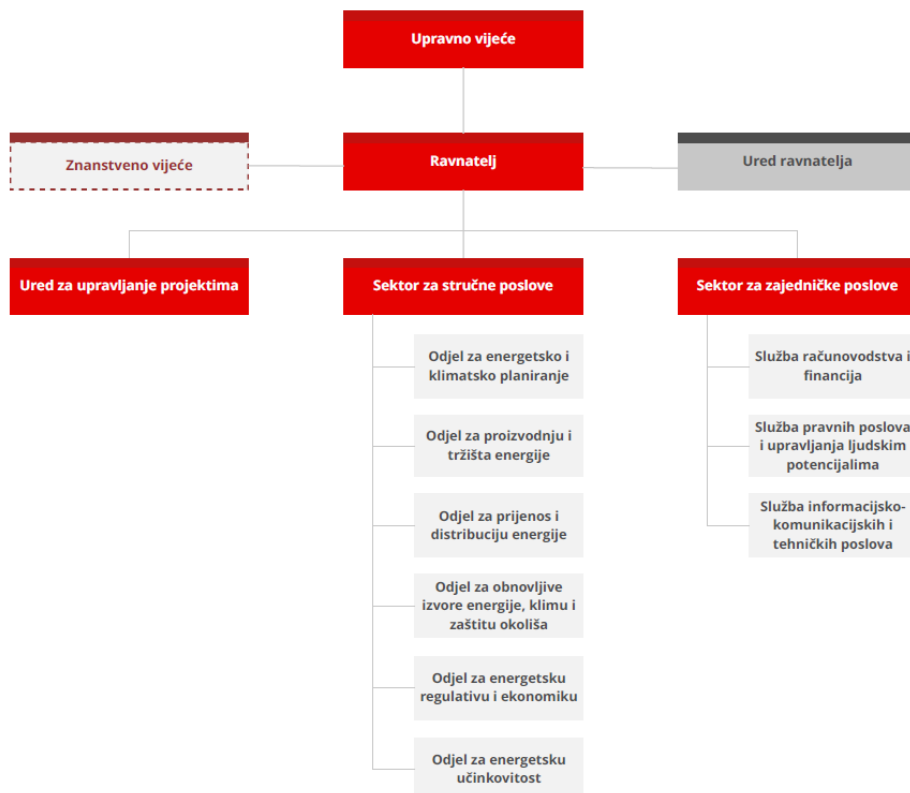 Upravno vijeće
Znanstveno vijeće
Ravnatelj
Ured ravnatelja
Ured za upravljanje projektima
Sektor za stručne poslove
Sektor za zajedničke poslove
Odjel za energetsko i
klimatsko planiranje
Odjel za proizvodnju i
tržišta energije
Odjel za prijenos i
distribuciju energije
Odjel za obnovljive
izvore energije, klimu i
zaštitu okoliša
Odjel za energetsku
regulativu i ekonomiku
Odjel za energetsku
učinkovitost
Služba računovodstva i
financija
Služba pravnih poslova
i upravljanja ljudskim
potencijalima
Služba informacijsko-
komunikacijskih i
tehničkih poslova